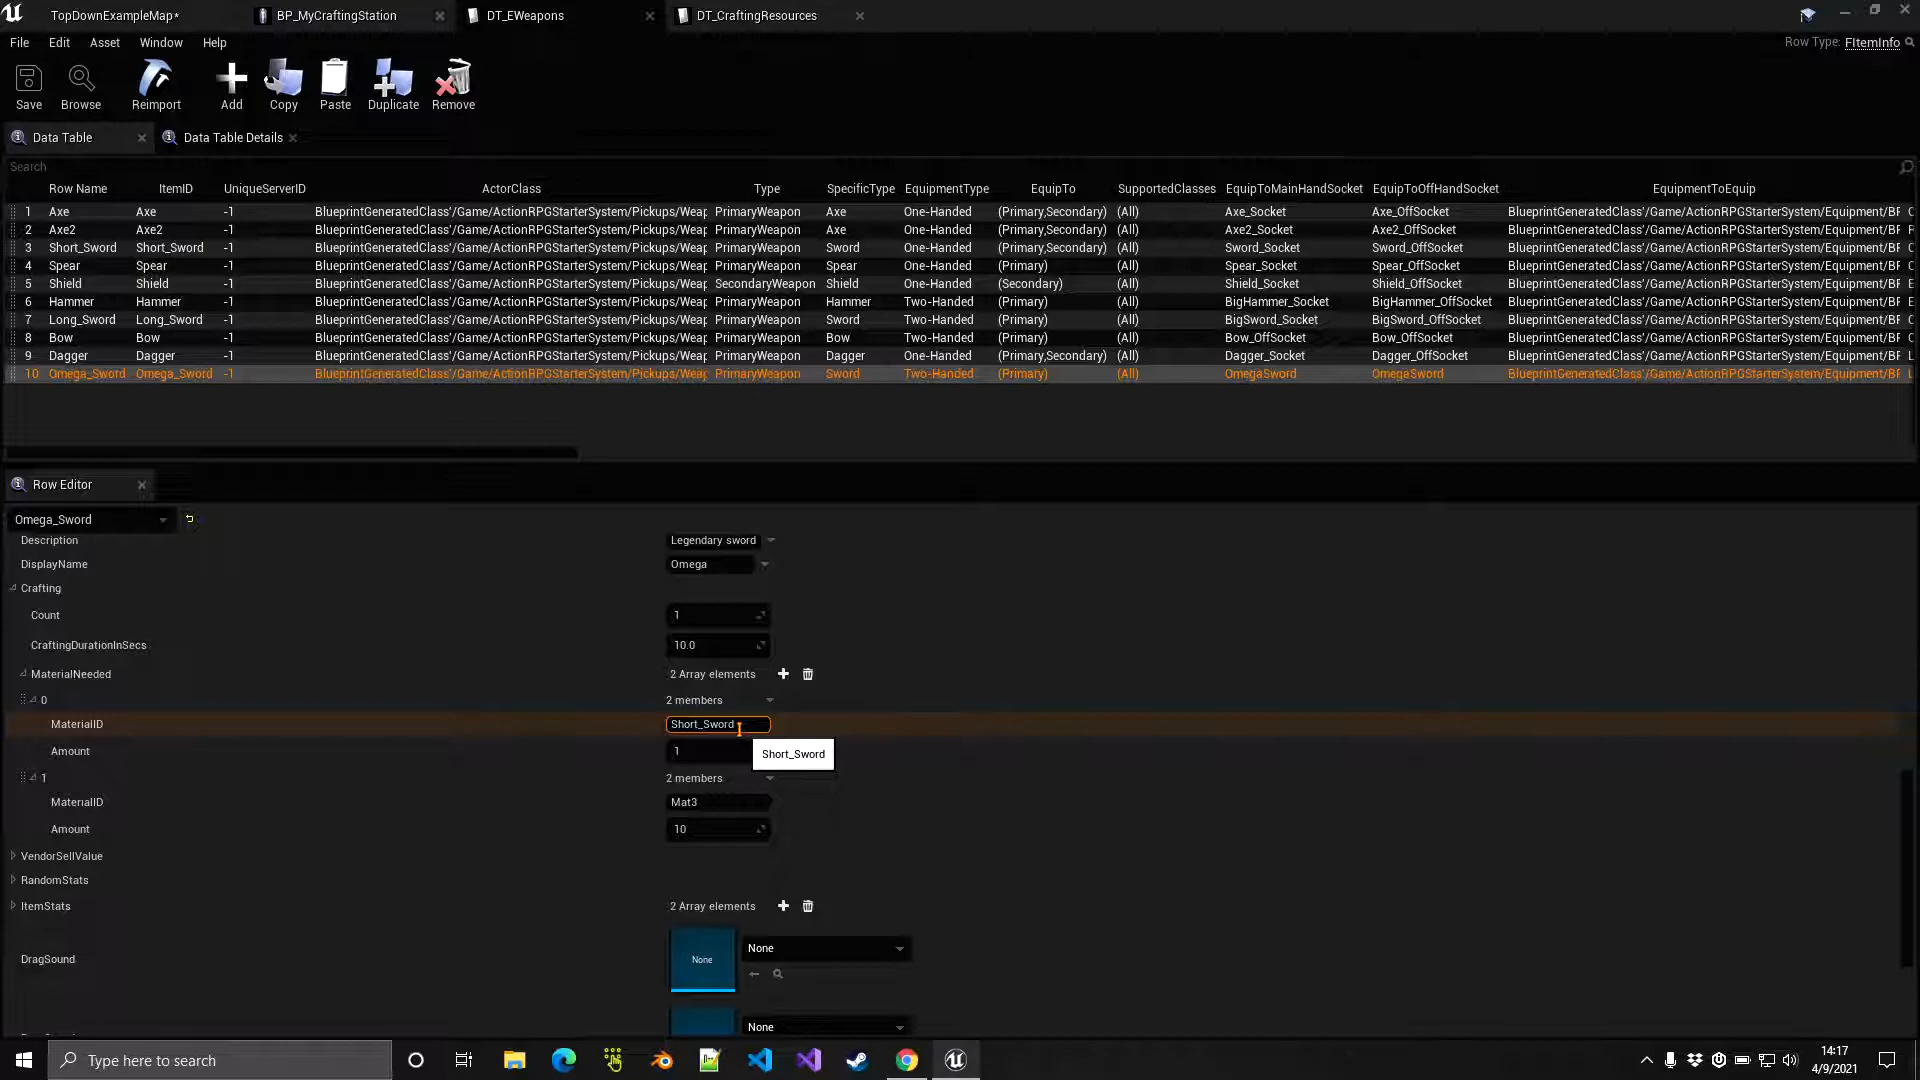 TopDownExampleMap*
BP_MyCraftingStation
DT_EWeapons
DT_CraftingResources
File Edit Asset Window Help
Row Type: FItemInfo
Save Browse Reimport Add Copy Paste Duplicate Remove
Data Table
Data Table Details
Search
Row Name ItemID UniqueServerID ActorClass Type SpecificType EquipmentType EquipTo SupportedClasses EquipToMainHandSocket EquipToOffHandSocket EquipmentToEquip
1 Axe Axe -1 BlueprintGeneratedClass'/Game/ActionRPGStarterSystem/Pickups/Weap PrimaryWeapon Axe One-Handed (Primary,Secondary) (All) Axe_Socket Axe_OffSocket BlueprintGeneratedClass'/Game/ActionRPGStarterSystem/Equipment/BF C
2 Axe2 Axe2 -1 BlueprintGeneratedClass'/Game/ActionRPGStarterSystem/Pickups/Weap PrimaryWeapon Axe One-Handed (Primary,Secondary) (All) Axe2_Socket Axe2_OffSocket BlueprintGeneratedClass'/Game/ActionRPGStarterSystem/Equipment/BF
3 Short_Sword Short_Sword -1 BlueprintGeneratedClass'/Game/ActionRPGStarterSystem/Pickups/Weap PrimaryWeapon Sword One-Handed (Primary,Secondary) (All) Sword_Socket Sword_OffSocket BlueprintGeneratedClass'/Game/ActionRPGStarterSystem/Equipment/BF C
4 Spear Spear -1 BlueprintGeneratedClass'/Game/ActionRPGStarterSystem/Pickups/Weap PrimaryWeapon Spear One-Handed (Primary) (All) Spear_Socket Spear_OffSocket BlueprintGeneratedClass'/Game/ActionRPGStarterSystem/Equipment/BF C
5 Shield Shield -1 BlueprintGeneratedClass'/Game/ActionRPGStarterSystem/Pickups/Weap SecondaryWeapon Shield One-Handed (Secondary) (All) Shield_Socket Shield_OffSocket BlueprintGeneratedClass'/Game/ActionRPGStarterSystem/Equipment/BF E
6 Hammer Hammer -1 BlueprintGeneratedClass'/Game/ActionRPGStarterSystem/Pickups/Weap PrimaryWeapon Hammer Two-Handed (Primary) (All) BigHammer_Socket BigHammer_OffSocket BlueprintGeneratedClass'/Game/ActionRPGStarterSystem/Equipment/BF E
7 Long_Sword Long_Sword -1 BlueprintGeneratedClass'/Game/ActionRPGStarterSystem/Pickups/Weap PrimaryWeapon Sword Two-Handed (Primary) (All) BigSword_Socket BigSword_OffSocket BlueprintGeneratedClass'/Game/ActionRPGStarterSystem/Equipment/BF C
8 Bow Bow -1 BlueprintGeneratedClass'/Game/ActionRPGStarterSystem/Pickups/Weap PrimaryWeapon Bow Two-Handed (Primary) (All) Bow_Socket Bow_OffSocket BlueprintGeneratedClass'/Game/ActionRPGStarterSystem/Equipment/BF C
9 Dagger Dagger -1 BlueprintGeneratedClass'/Game/ActionRPGStarterSystem/Pickups/Weap PrimaryWeapon Dagger One-Handed (Primary,Secondary) (All) Dagger_Socket Dagger_OffSocket BlueprintGeneratedClass'/Game/ActionRPGStarterSystem/Equipment/BF L
10 Omega_Sword Omega_Sword -1 BlueprintGeneratedClass'/Game/ActionRPGStarterSystem/Pickups/Weap PrimaryWeapon Sword Two-Handed (Primary) (All) OmegaSword OmegaSword BlueprintGeneratedClass'/Game/ActionRPGStarterSystem/Equipment/BF L
Row Editor
Omega_Sword
Description Legendary sword
DisplayName Omega
Crafting
Count 1
CraftingDurationInSecs 10.0
MaterialNeeded 2 Array elements
0 2 members
MaterialID Short_Sword
Amount 1
Short_Sword
1 2 members
MaterialID Mat3
Amount 10
VendorSellValue
RandomStats
ItemStats 2 Array elements
DragSound None None
None
Type here to search
14:17
4/9/2021